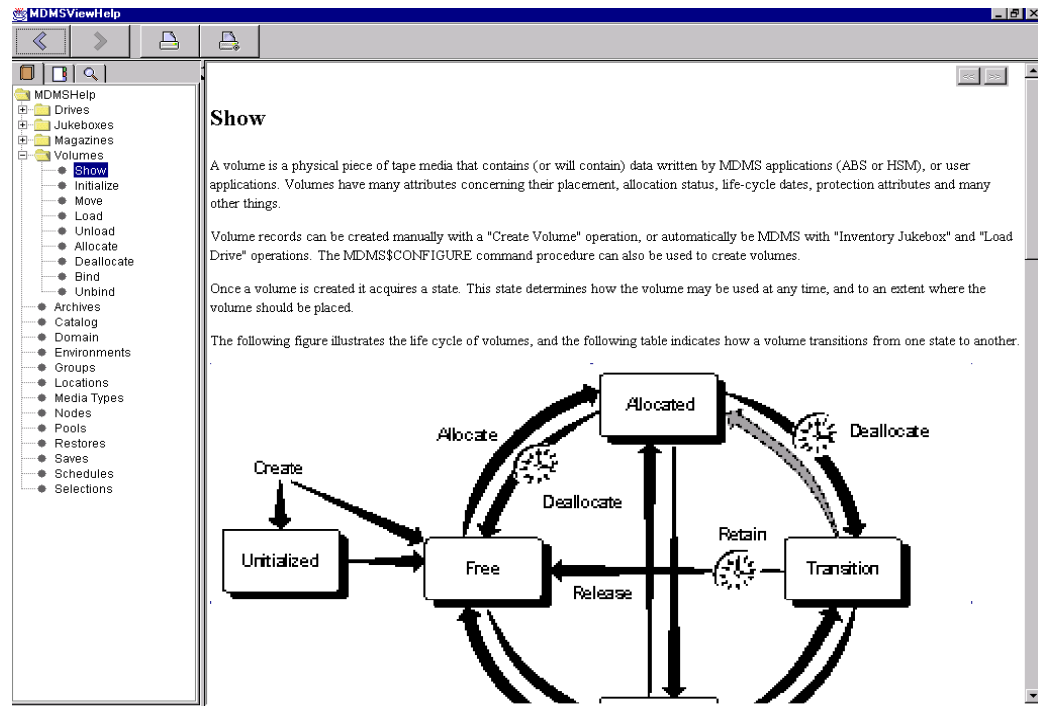 MDMSViewHelp
MDMSHelp
Drives
Jukeboxes
Magazines
Volumes
Show
Initialize
Move
Load
Unload
Allocate
Deallocate
Bind
Unbind
Archives
Catalog
Domain
Environments
Groups
Locations
Media Types
Nodes
Pools
Restores
Saves
Schedules
Selections
<< >>
Show
A volume is a physical piece of tape media that contains (or will contain) data written by MDMS applications (ABS or HSM), or user
applications. Volumes have many attributes concerning their placement, allocation status, life-cycle dates, protection attributes and many
other things.
Volume records can be created manually with a "Create Volume" operation, or automatically be MDMS with "Inventory Jukebox" and "Load
Drive" operations. The MDMS$CONFIGURE command procedure can also be used to create volumes.
Once a volume is created it acquires a state. This state determines how the volume may be used at any time, and to an extent where the
volume should be placed.
The following figure illustrates the life cycle of volumes, and the following table indicates how a volume transitions from one state to another.
Allocated
Allocate
Deallocate
Create
Deallocate
Retain
Unitialized
Free
Transition
Release